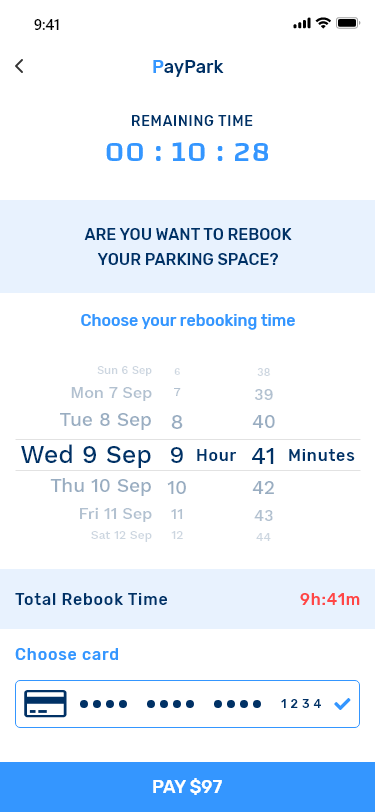 9:41
PayPark
REMAINING TIME
00 : 10 : 28
ARE YOU WANT TO REBOOK
YOUR PARKING SPACE?
Choose your rebooking time
Sun 6 Sep 6 38
Mon 7 Sep 7 39
Tue 8 Sep 8 40
Wed 9 Sep 9 Hour 41 Minutes
Thu 10 Sep 10 42
Fri 11 Sep 11 43
Sat 12 Sep 12 44
Total Rebook Time 9h:41m
Choose card
•••• •••• •••• 1234
PAY $97